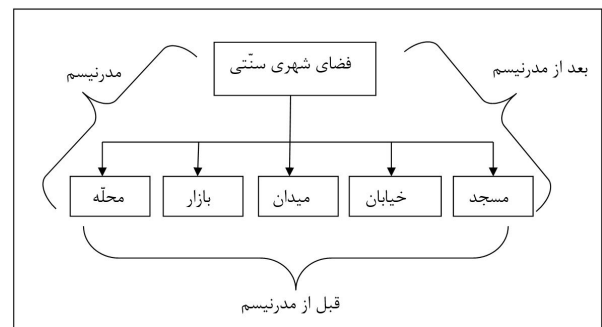 فضای شهری سنّتی
بعد از مدرنیسم
مدرنیسم
مسجد
خیابان
میدان
بازار
محلّه
قبل از مدرنیسم